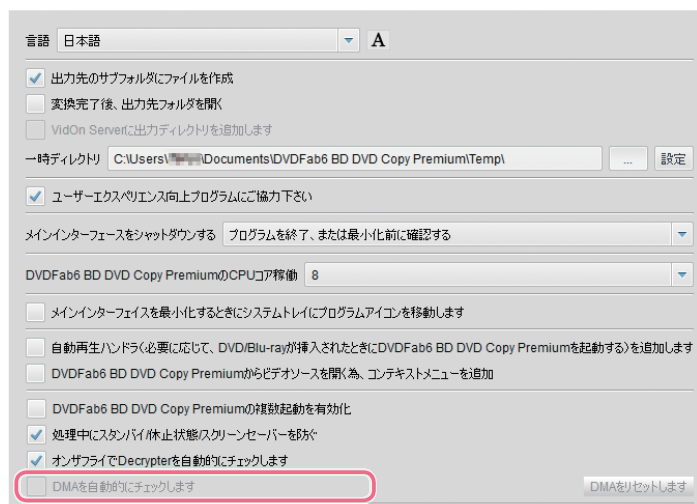 言語 日本語 A
出力先のサブフォルダにファイルを作成
変換完了後、出力先フォルダを開く
VidOn Serverに出力ディレクトリを追加します
一時ディレクトリ C:\Users\ \Documents\DVDFab6 BD DVD Copy Premium\Temp\ ... 設定
ユーザーエクスペリエンス向上プログラムにご協力下さい
メインインターフェースをシャットダウンする プログラムを終了、または最小化前に確認する
DVDFab6 BD DVD Copy PremiumのCPUコア稼働 8
メインインターフェイスを最小化するときにシステムトレイにプログラムアイコンを移動します
自動再生ハンドラ(必要に応じて、DVD/Blu-rayが挿入されたときにDVDFab6 BD DVD Copy Premiumを起動する)を追加します
DVDFab6 BD DVD Copy Premiumからビデオソースを開く為、コンテキストメニューを追加
DVDFab6 BD DVD Copy Premiumの複数起動を有効化
処理中にスタンバイ/休止状態/スクリーンセーバーを防ぐ
オンザフライでDecrypterを自動的にチェックします
DMAを自動的にチェックします DMAをリセットします